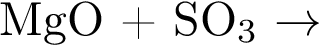 MgO + SO₃ →